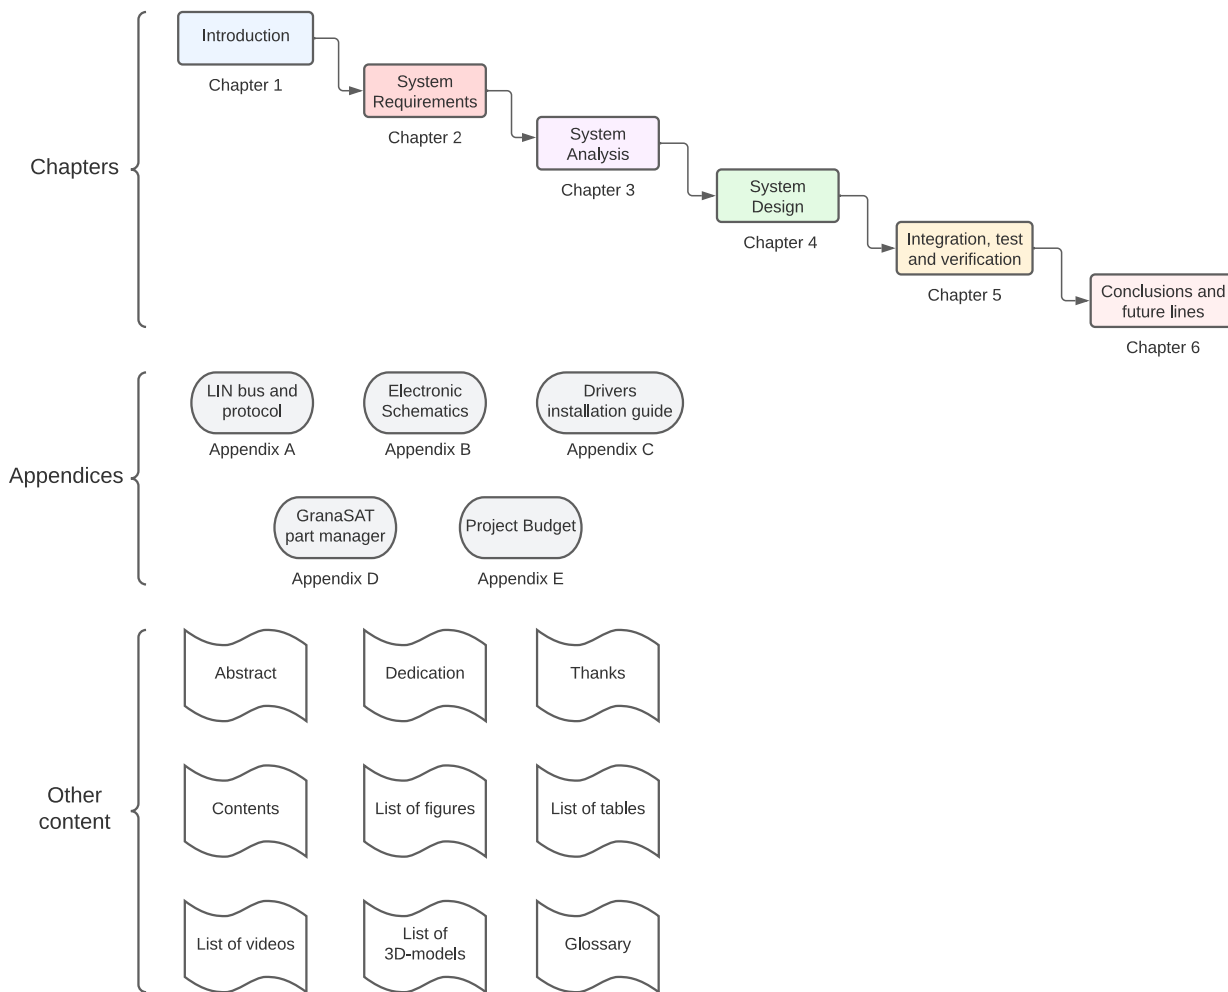 Chapters
Introduction
Chapter 1
System
Requirements
Chapter 2
System
Analysis
Chapter 3
System
Design
Chapter 4
Integration, test
and verification
Chapter 5
Conclusions and
future lines
Chapter 6
Appendices
LIN bus and
protocol
Appendix A
Electronic
Schematics
Appendix B
Drivers
installation guide
Appendix C
GranaSAT
part manager
Appendix D
Project Budget
Appendix E
Other
content
Abstract
Dedication
Thanks
Contents
List of figures
List of tables
List of videos
List of
3D-models
Glossary